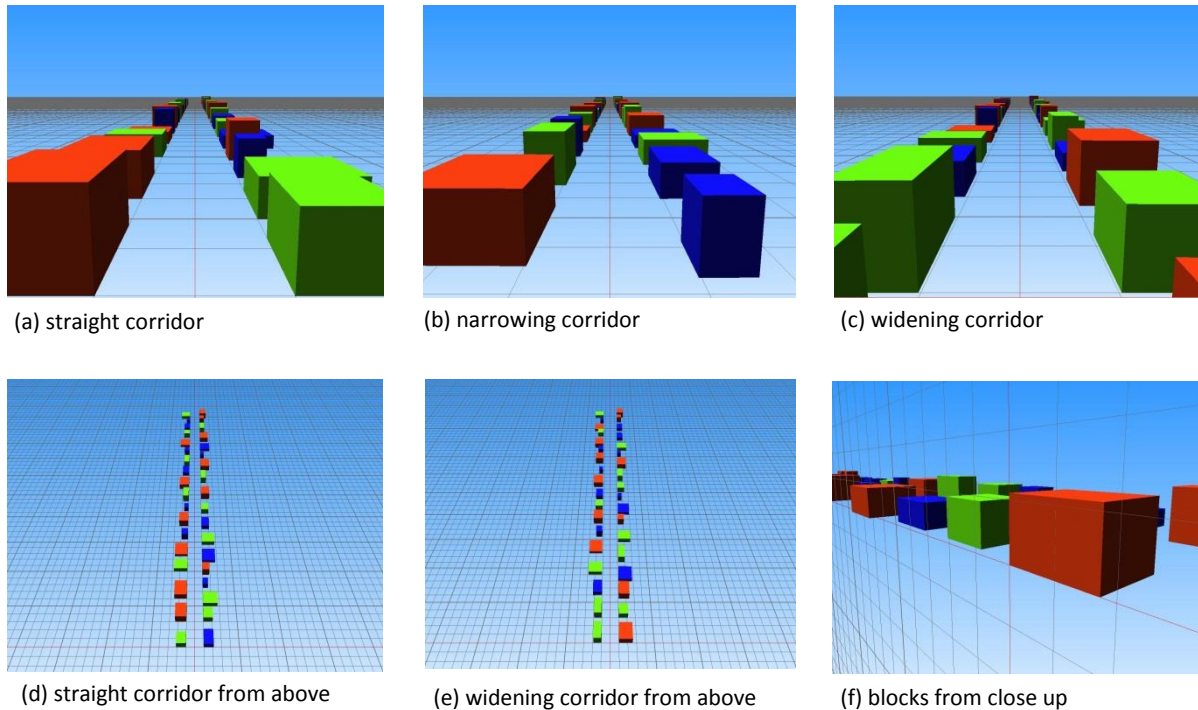 (a) straight corridor
(b) narrowing corridor
(c) widening corridor
(d) straight corridor from above
(e) widening corridor from above
(f) blocks from close up